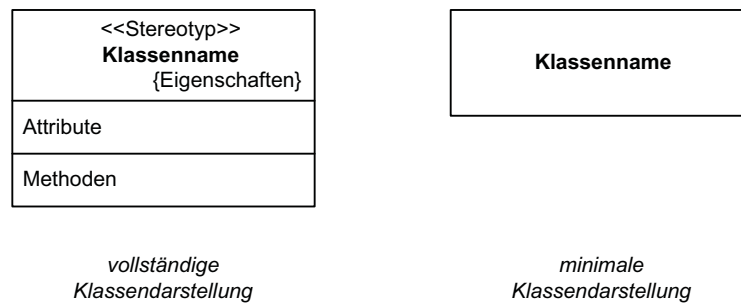 <<Stereotyp>>
Klassenname
{Eigenschaften}
Attribute
Methoden
vollständige
Klassendarstellung
Klassenname
minimale
Klassendarstellung